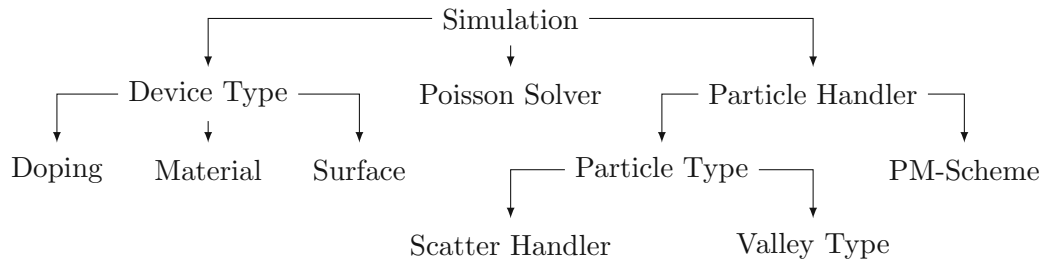 Simulation
Device Type Poisson Solver Particle Handler
Doping Material Surface Particle Type PM-Scheme
Scatter Handler Valley Type